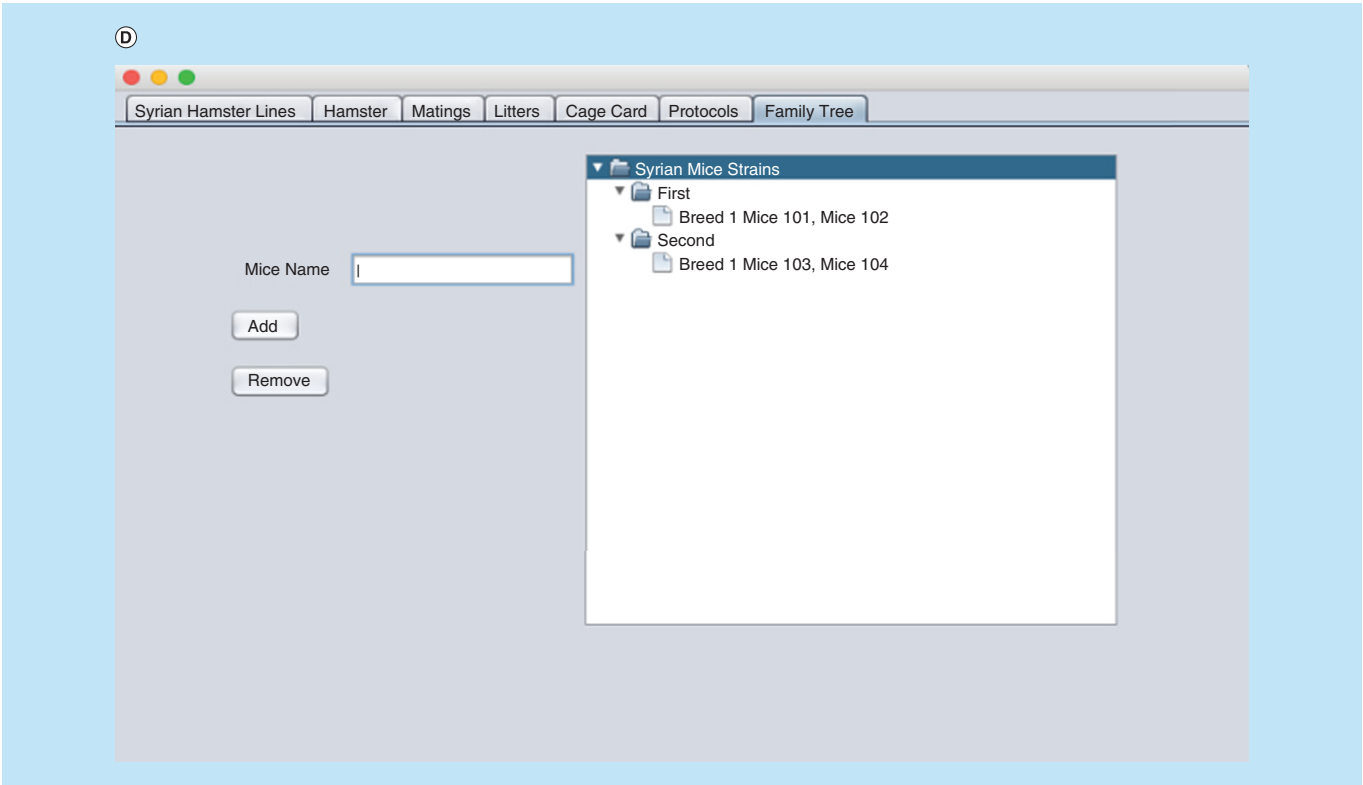 D
Syrian Hamster Lines Hamster Matings Litters Cage Card Protocols Family Tree
Syrian Mice Strains
First
Breed 1 Mice 101, Mice 102
Second
Breed 1 Mice 103, Mice 104
Mice Name
Add
Remove